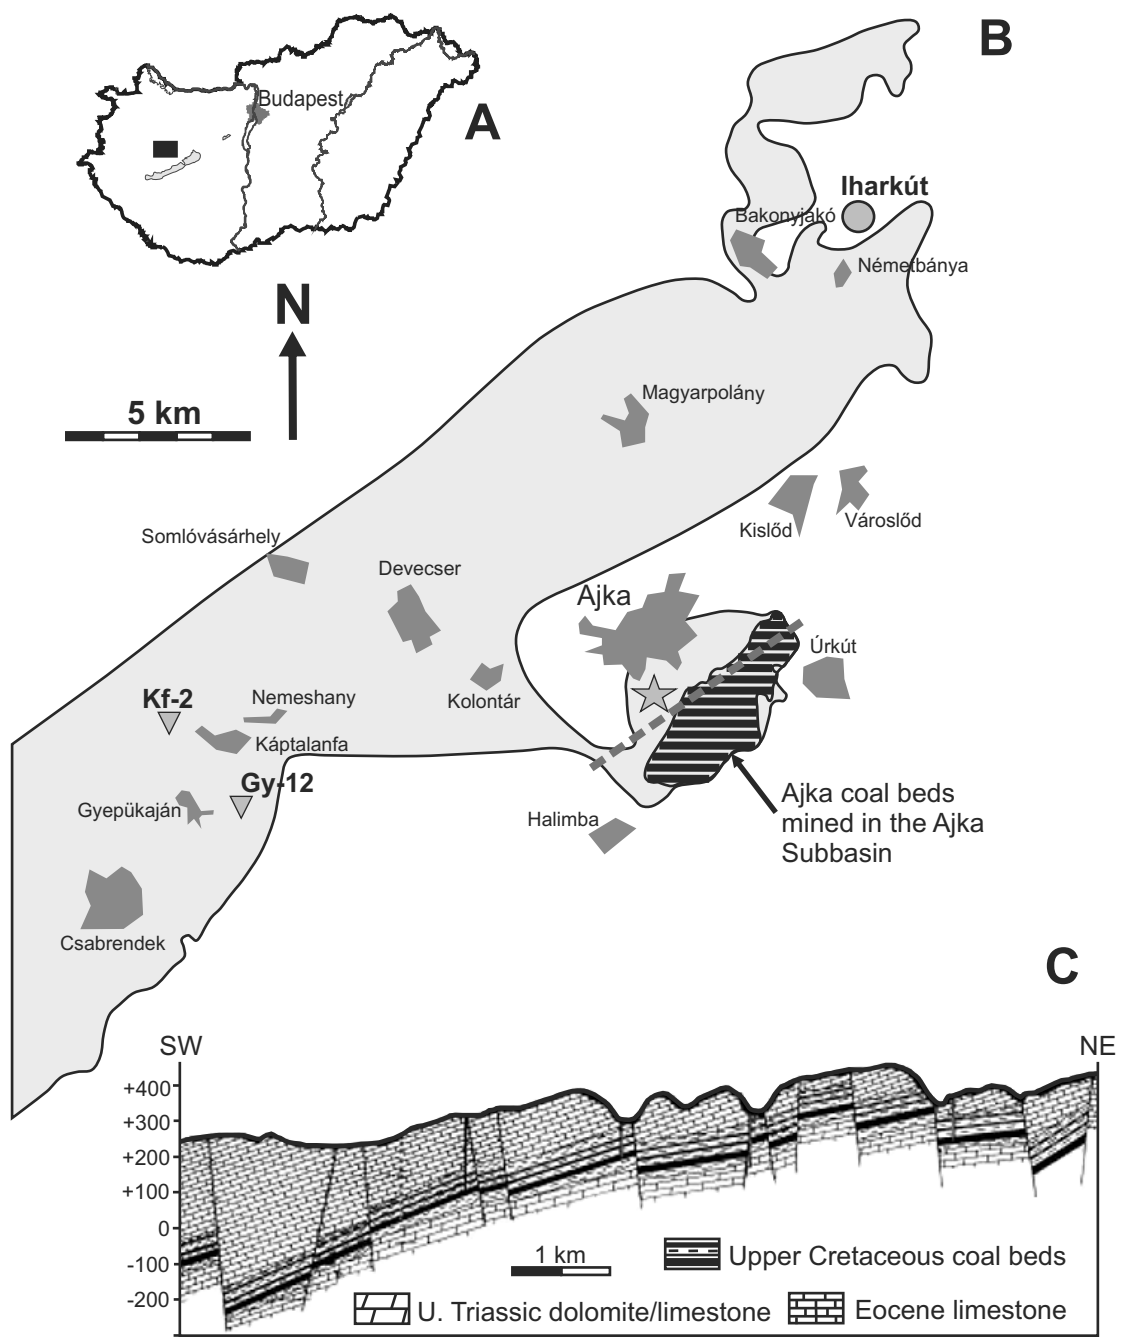 B
Budapest
A
Iharkút
Bakonyjákó
Németbánya
N
Magyarpolány
5 km
Kislőd
Városlőd
Somlóvásárhely
Devecser
Ajka
Úrkút
Kf-2
Nemeshany
Kolontár
Káptalanfa
Gy-12
Gyepükaján
Halimba
Ajka coal beds
mined in the Ajka
Subbasin
Csabrendek
C
SW
NE
+400
+300
+200
+100
0
-100
-200
1 km
Upper Cretaceous coal beds
U. Triassic dolomite/limestone
Eocene limestone